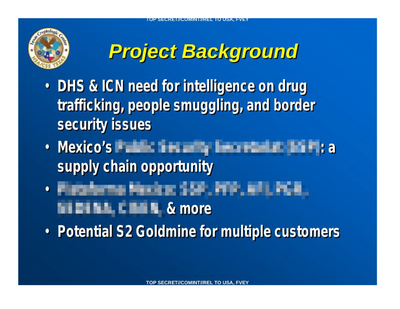 TOP SECRET//COMINT//REL TO USA, FVEY
Project Background
• DHS & ICN need for intelligence on drug
trafficking, people smuggling, and border
security issues
• Mexico's : a
supply chain opportunity
•
& more
• Potential S2 Goldmine for multiple customers
TOP SECRET//COMINT//REL TO USA, FVEY